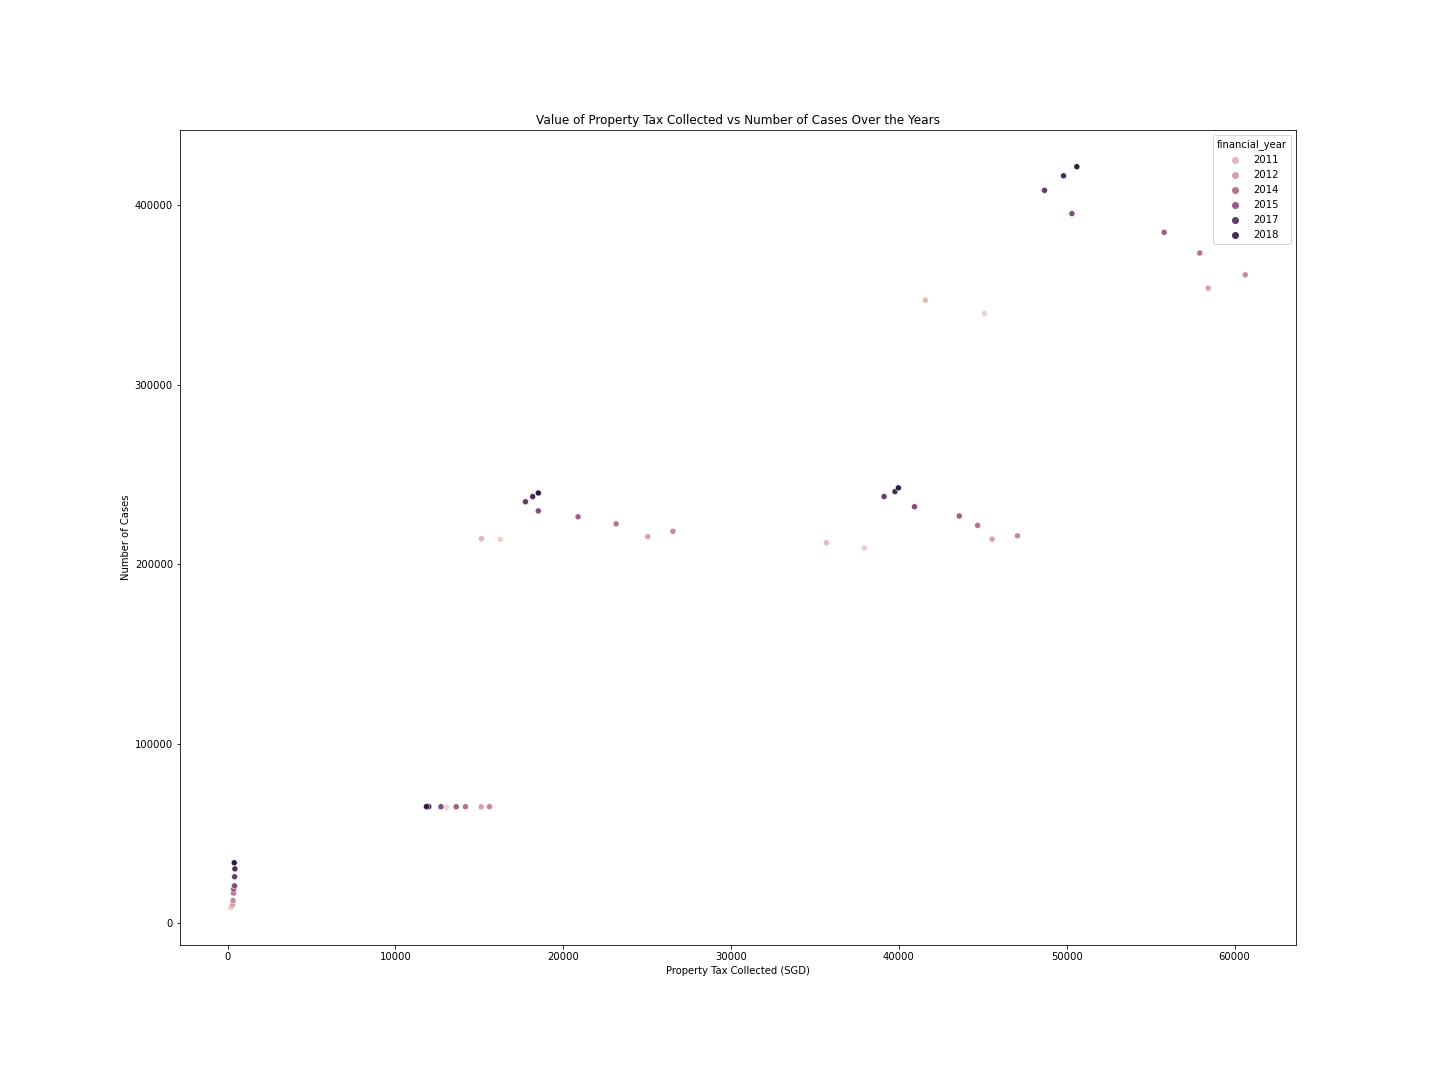 Value of Property Tax Collected vs Number of Cases Over the Years
financial_year
2011
2012
2014
2015
2017
2018
400000
300000
200000
100000
0
Number of Cases
0 10000 20000 30000 40000 50000 60000
Property Tax Collected (SGD)